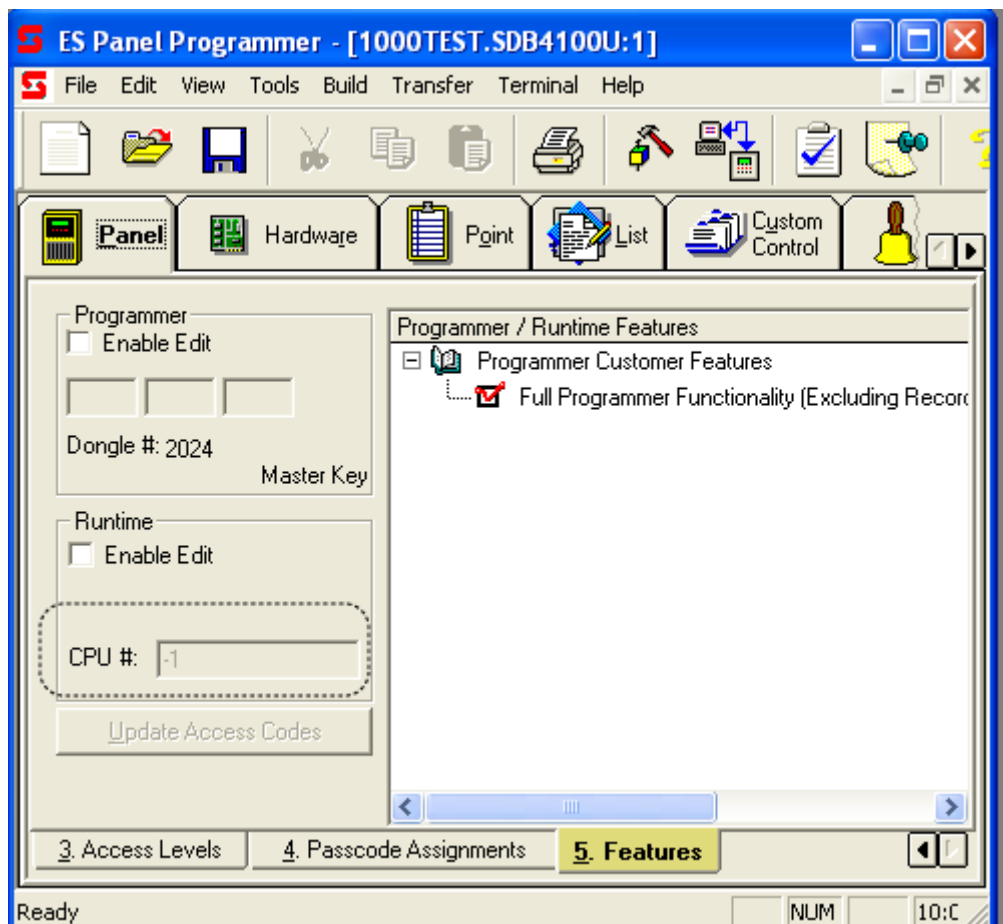 ES Panel Programmer - [1000TEST.SDB4100U:1]
File Edit View Tools Build Transfer Terminal Help
Panel Hardware Point List Custom Control
Programmer
Enable Edit
Dongle #: 2024
Master Key
Runtime
Enable Edit
CPU #: -1
Update Access Codes
Programmer / Runtime Features
Programmer Customer Features
Full Programmer Functionality (Excluding Recor
3. Access Levels 4. Passcode Assignments 5. Features
Ready NUM 10: